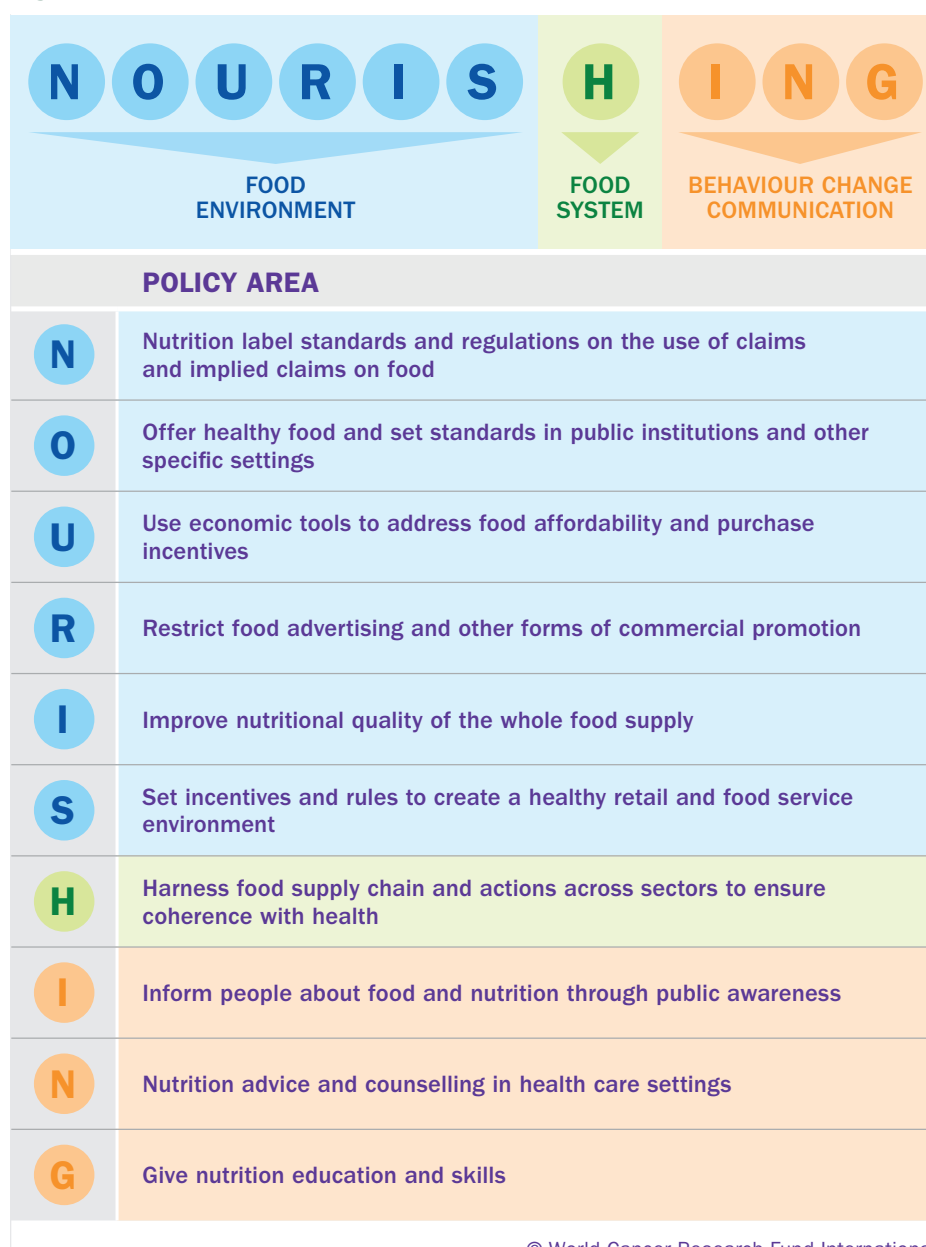 N O U R I S H I N G
FOOD
ENVIRONMENT
FOOD
SYSTEM
BEHAVIOUR CHANGE
COMMUNICATION
POLICY AREA
N
Nutrition label standards and regulations on the use of claims
and implied claims on food
O
Offer healthy food and set standards in public institutions and other
specific settings
U
Use economic tools to address food affordability and purchase
incentives
R
Restrict food advertising and other forms of commercial promotion
I
Improve nutritional quality of the whole food supply
S
Set incentives and rules to create a healthy retail and food service
environment
H
Harness food supply chain and actions across sectors to ensure
coherence with health
I
Inform people about food and nutrition through public awareness
N
Nutrition advice and counselling in health care settings
G
Give nutrition education and skills
© World Cancer Research Fund International